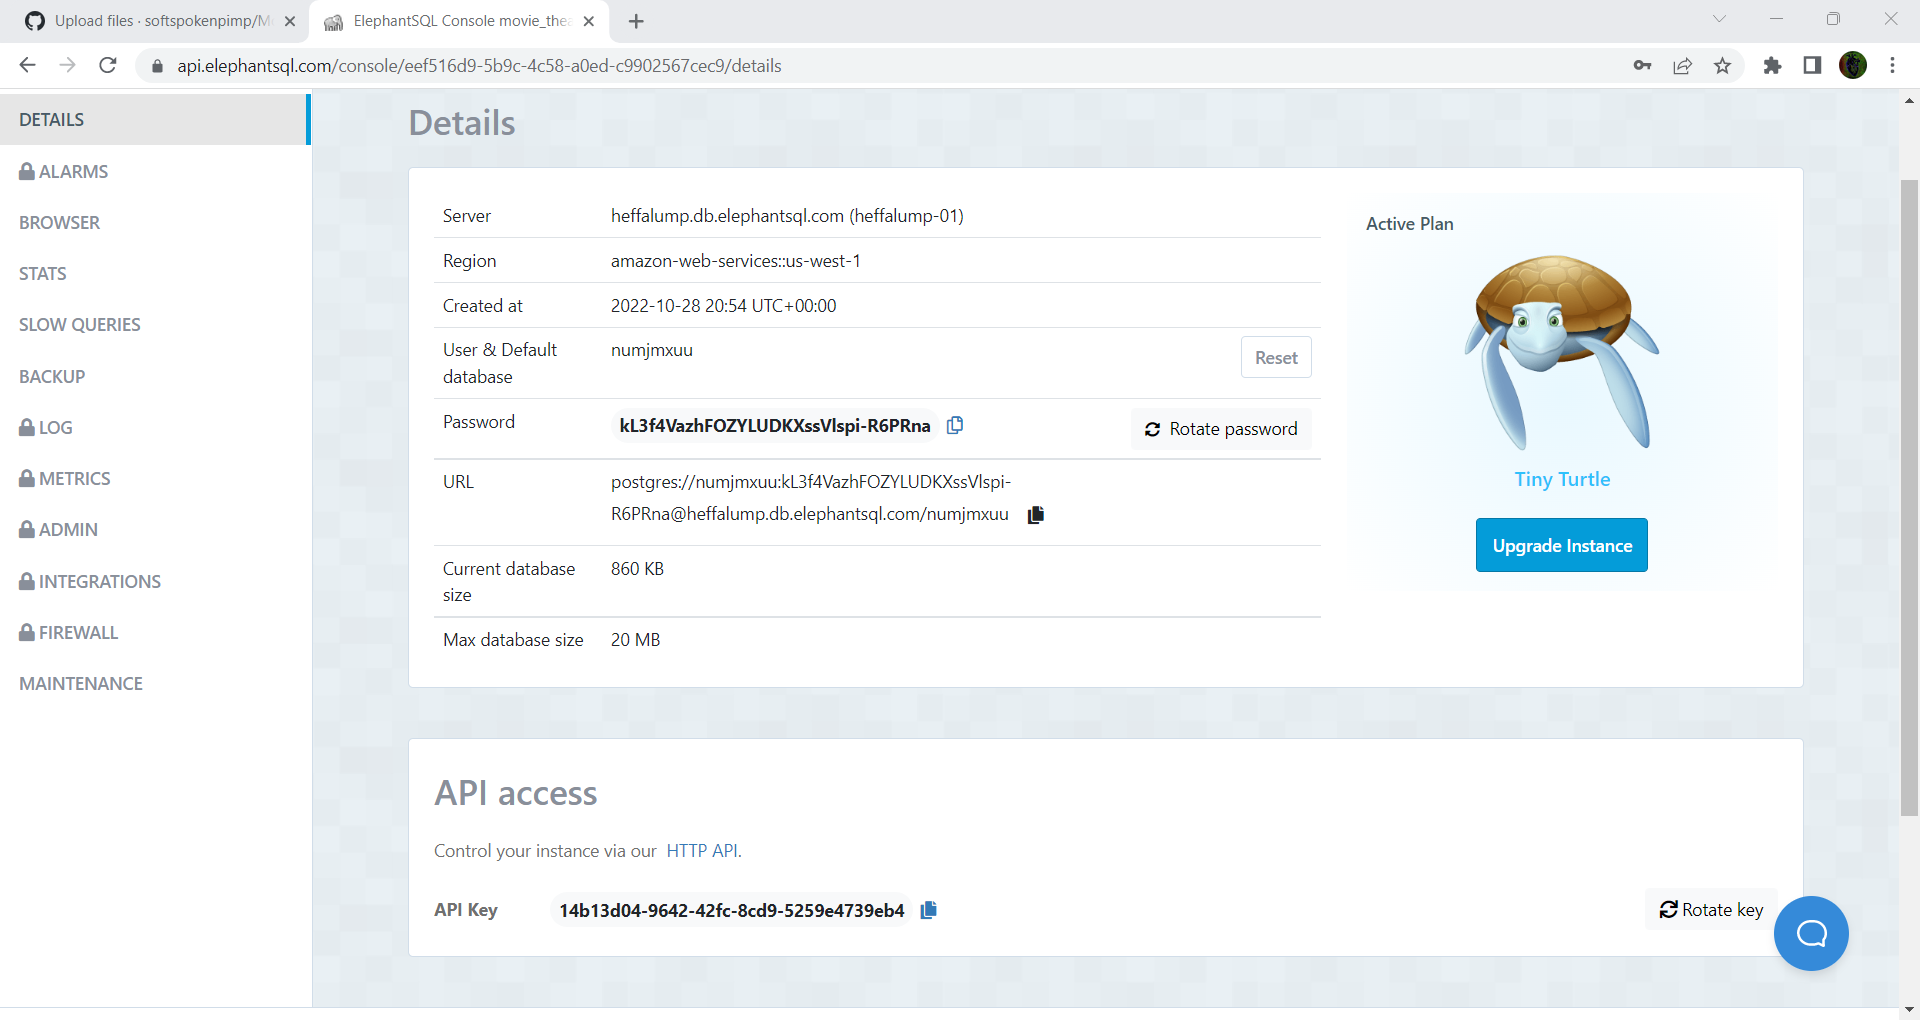 Upload files · softspokenpimp/M
ElephantSQL Console movie_thea
api.elephantsql.com/console/eef516d9-5b9c-4c58-a0ed-c9902567cec9/details
DETAILS
ALARMS
BROWSER
STATS
SLOW QUERIES
BACKUP
LOG
METRICS
ADMIN
INTEGRATIONS
FIREWALL
MAINTENANCE
Details
Server heffalump.db.elephantsql.com (heffalump-01)
Region amazon-web-services::us-west-1
Created at 2022-10-28 20:54 UTC+00:00
User & Default numjmxuu
database
Reset
Password kL3f4VazhFOZYLUDKXssVlspi-R6PRna Rotate password
URL postgres://numjmxuu:kL3f4VazhFOZYLUDKXssVlspi-
R6PRna@heffalump.db.elephantsql.com/numjmxuu
Current database 860 KB
size
Max database size 20 MB
Active Plan
Tiny Turtle
Upgrade Instance
API access
Control your instance via our HTTP API.
API Key 14b13d04-9642-42fc-8cd9-5259e4739eb4 Rotate key